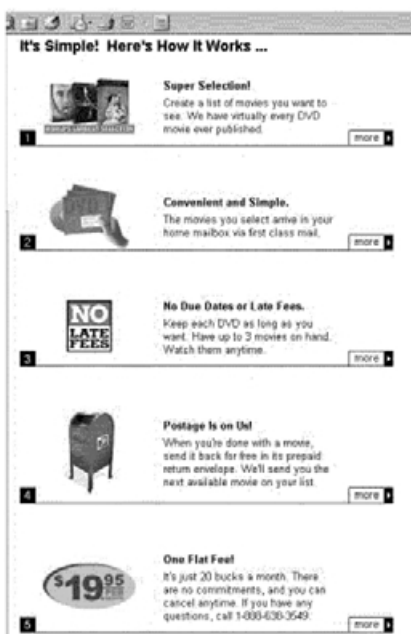 It's Simple! Here's How It Works ...
Super Selection!
Create a list of movies you want to
see. We have virtually every DVD
movie ever published.
WORLD'S LARGEST SELECTION
1
more
Convenient and Simple.
The movies you select arrive in your
home mailbox via first class mail.
DVD
2
more
No Due Dates or Late Fees.
Keep each DVD as long as you
want. Have up to 3 movies on hand.
Watch them anytime.
NO
LATE
FEES
3
more
Postage Is on Us!
When you're done with a movie,
send it back for free in its prepaid
return envelope. We'll send you the
next available movie on your list.
4
more
One Flat Fee!
It's just 20 bucks a month. There
are no commitments, and you can
cancel anytime. If you have any
questions, call 1-888-638-3549.
$19.95
5
more